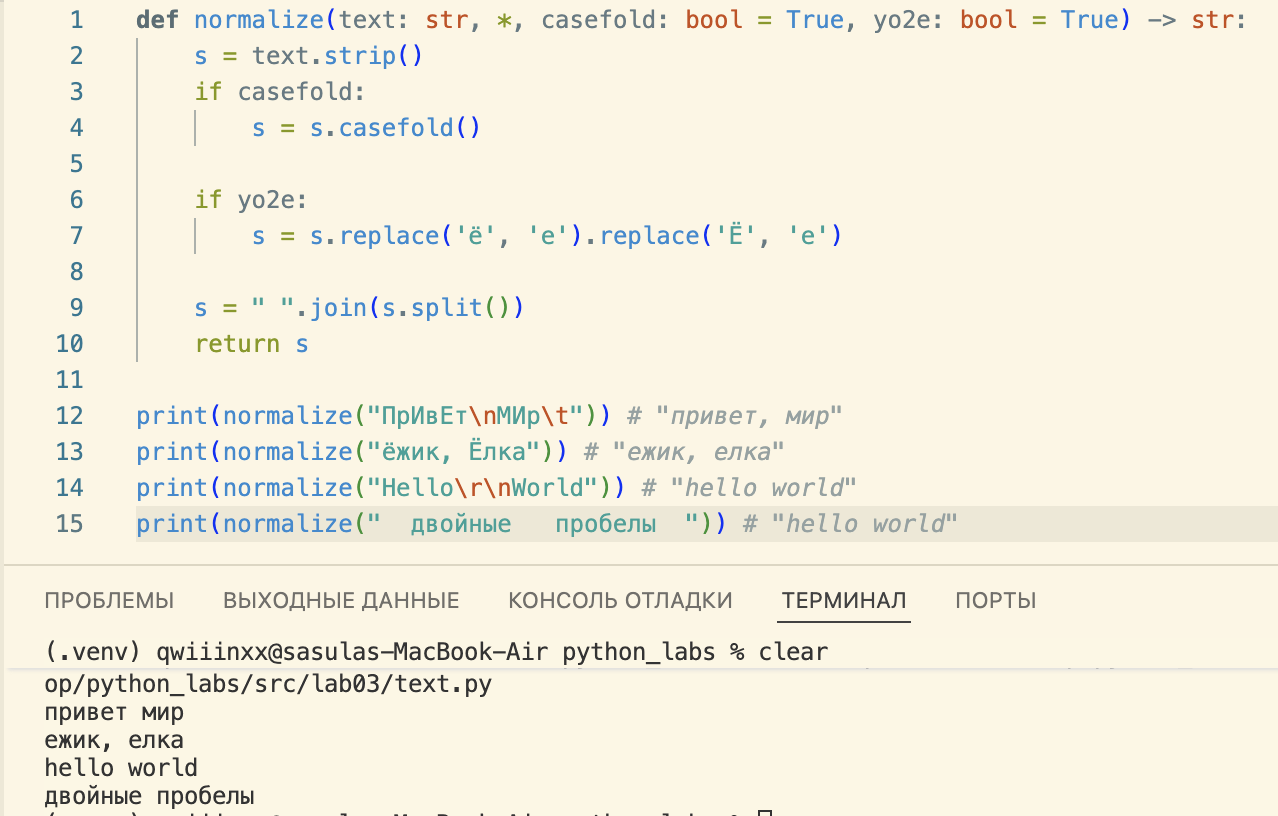 1 def normalize(text: str, *, casefold: bool = True, yo2e: bool = True) -> str:
2 s = text.strip()
3 if casefold:
4 s = s.casefold()
5
6 if yo2e:
7 s = s.replace('ё', 'е').replace('Ё', 'е')
8
9 s = " ".join(s.split())
10 return s
11
12 print(normalize("ПрИвЕт\nМИр\t")) # "привет, мир"
13 print(normalize("ёжик, Ёлка")) # "ежик, елка"
14 print(normalize("Hello\r\nWorld")) # "hello world"
15 print(normalize("  двойные   пробелы  ")) # "hello world"
ПРОБЛЕМЫ ВЫХОДНЫЕ ДАННЫЕ КОНСОЛЬ ОТЛАДКИ ТЕРМИНАЛ ПОРТЫ
(.venv) qwiiinxx@sasulas-MacBook-Air python_labs % clear
op/python_labs/src/lab03/text.py
привет мир
ежик, елка
hello world
двойные пробелы